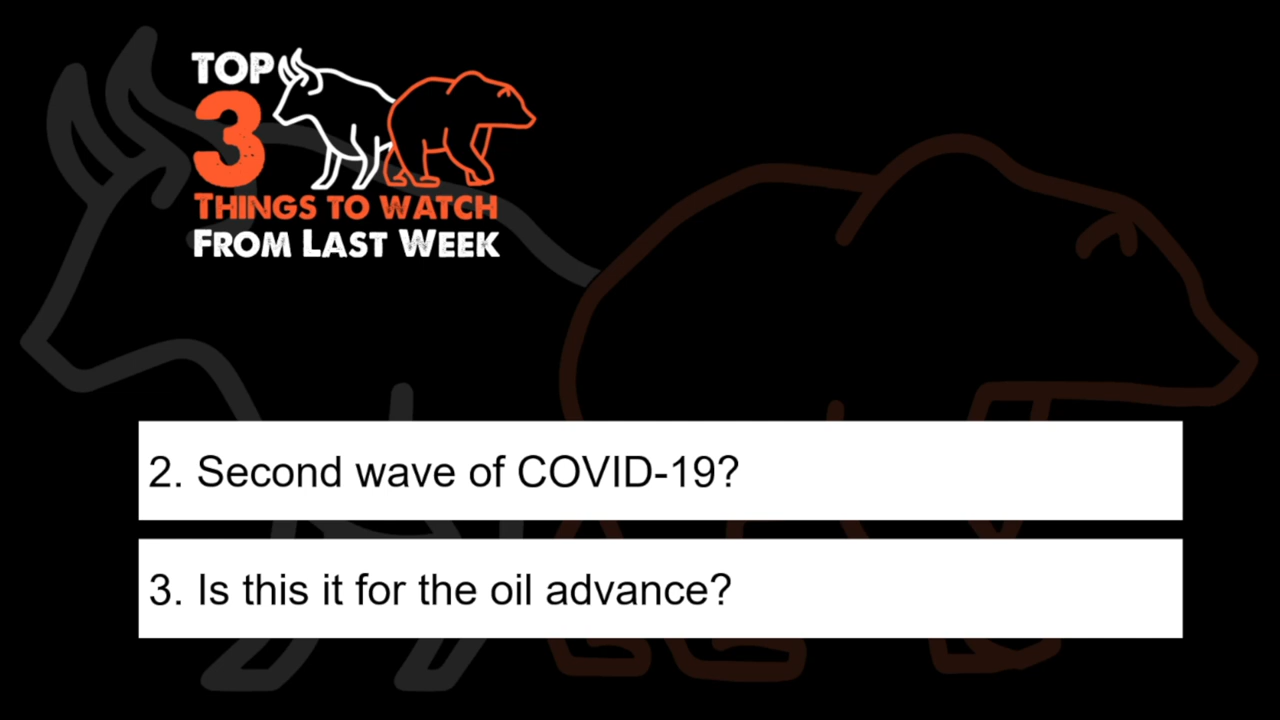 TOP
3
THINGS TO WATCH
FROM LAST WEEK
2. Second wave of COVID-19?
3. Is this it for the oil advance?